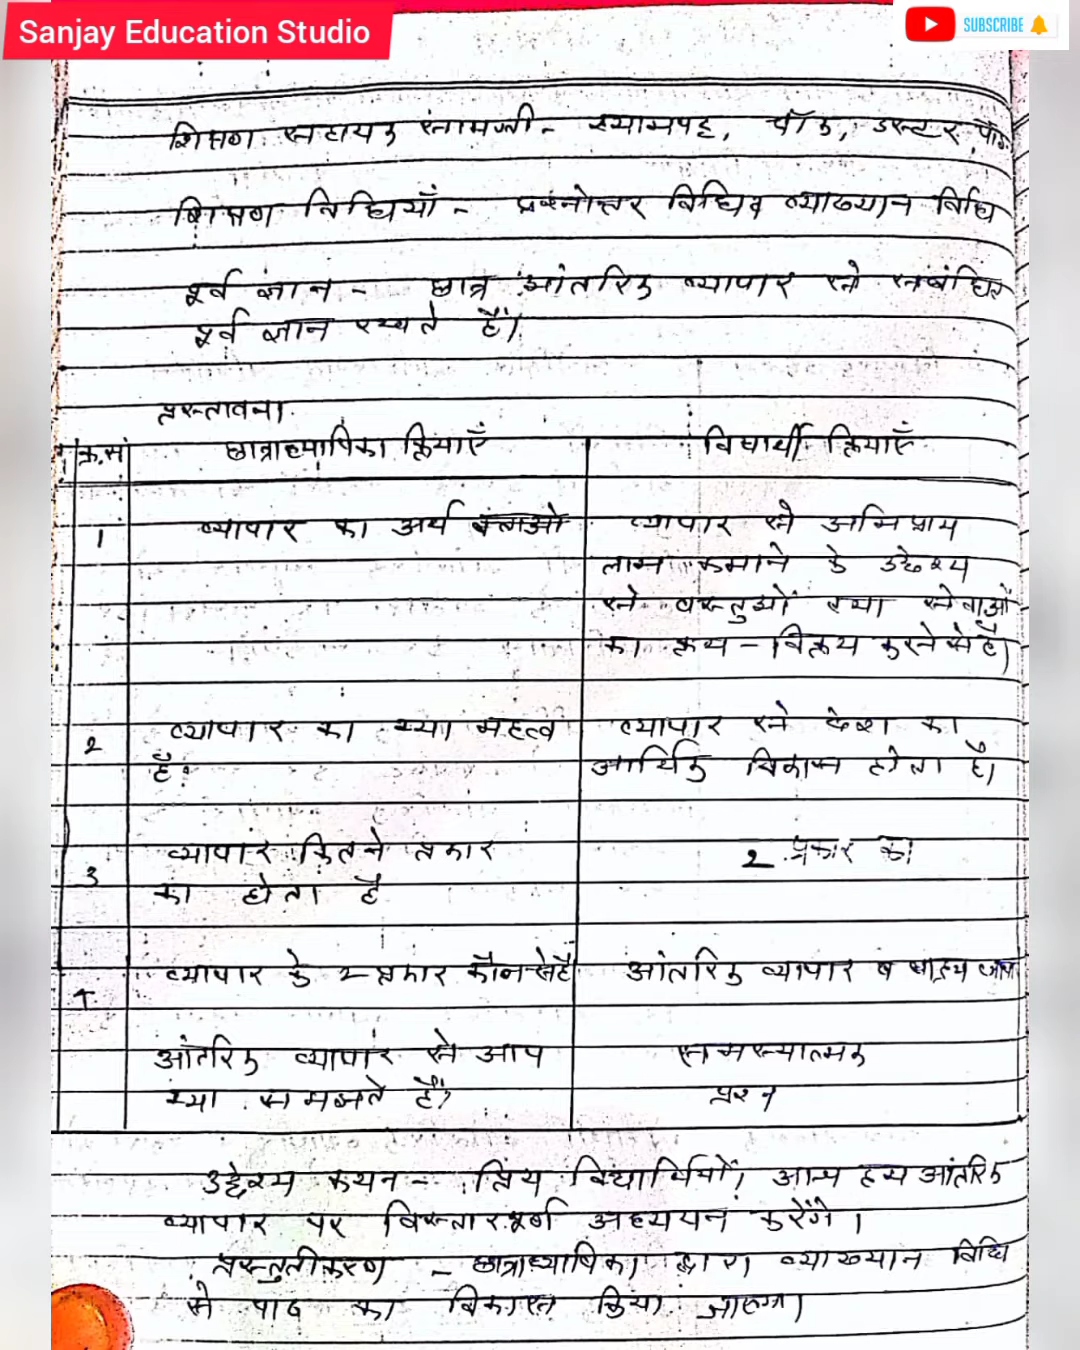 Sanjay Education Studio
SUBSCRIBE
शिक्षण सहायक सामग्री - श्यामपट्ट, चॉक, डस्टर,
शिक्षण विधियाँ - प्रश्नोत्तर विधि व व्याख्यान विधि
पूर्व ज्ञान - छात्र आंतरिक व्यापार से संबंधित
पूर्व ज्ञान रखते हैं।
प्रस्तावना
क्र.सं छात्राध्यापिका क्रियाएँ विद्यार्थी क्रियाएँ
1 व्यापार का अर्थ बताओ व्यापार से अभिप्राय
लाभ कमाने के उद्देश्य
से वस्तुओं तथा सेवाओं
का क्रय - विक्रय करने से है।
2 व्यापार का क्या महत्व व्यापार से देश का
है? आर्थिक विकास होता है।
3 व्यापार कितने प्रकार 2 प्रकार का
का होता है
4 व्यापार के 2 प्रकार कौन से है आंतरिक व्यापार व बाह्य
आंतरिक व्यापार से आप समस्यात्मक
क्या समझते हैं? प्रश्न
उद्देश्य कथन - प्रिय विद्यार्थियों! आज हम आंतरिक
व्यापार पर विस्तारपूर्ण अध्ययन करेंगे।
प्रस्तुतीकरण - छात्राध्यापिका द्वारा व्याख्यान विधि
से पाठ का विकास किया जाएगा।